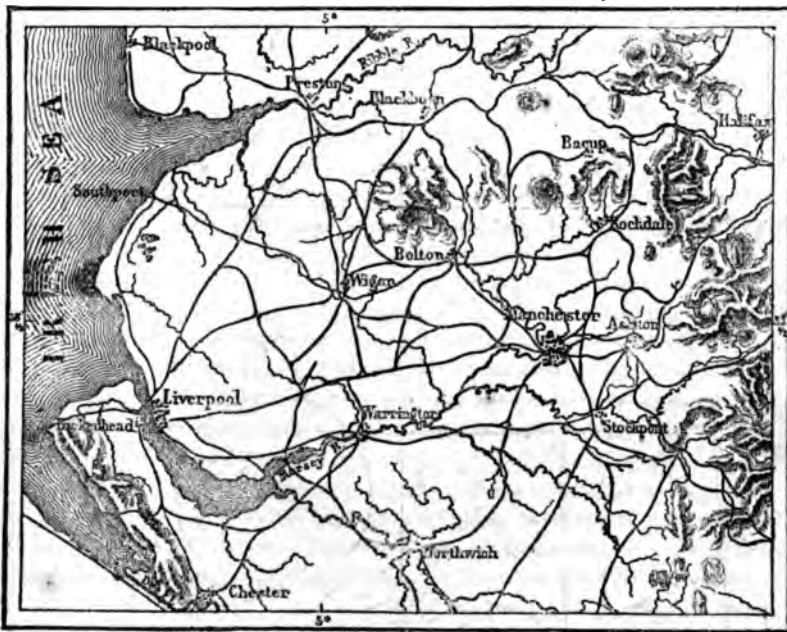 5°
Blackpool
Ribble R.
Preston
Blackburn
Halifax
Bacup
IRISH SEA
Southport
Rochdale
Bolton
Wigan
Manchester
Ashton
Liverpool
Birkenhead
Warrington
Stockport
Mersey R.
Northwich
Dee
Chester
5°